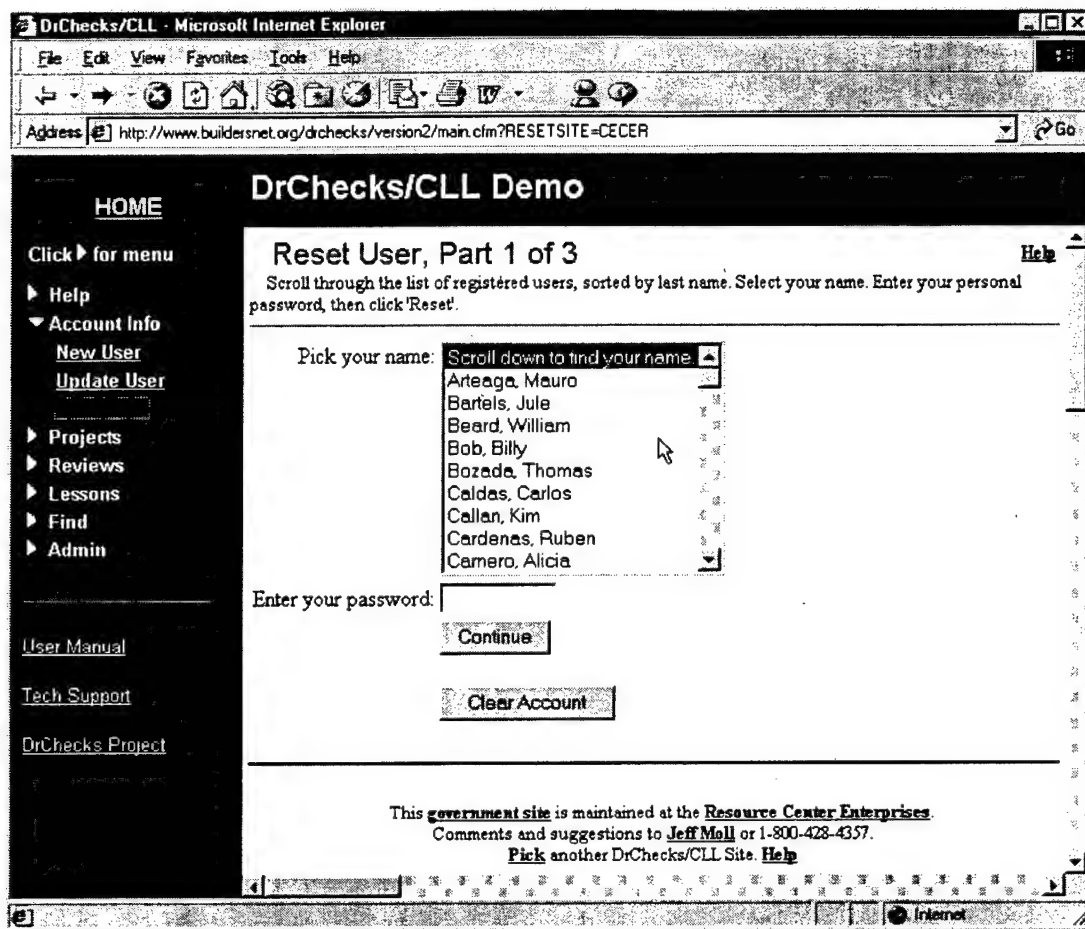 DrChecks/CLL - Microsoft Internet Explorer
File Edit View Favorites Tools Help
Address http://www.buildersnet.org/drchecks/version2/main.cfm?RESETSITE=CECER Go
HOME
Click for menu
Help
Account Info
New User
Update User
Projects
Reviews
Lessons
Find
Admin
User Manual
Tech Support
DrChecks Project
DrChecks/CLL Demo
Reset User, Part 1 of 3 Help
Scroll through the list of registered users, sorted by last name. Select your name. Enter your personal
password, then click 'Reset'.
Pick your name: Scroll down to find your name.
Arteaga, Mauro
Bartels, Jule
Beard, William
Bob, Billy
Bozada, Thomas
Caldas, Carlos
Callan, Kim
Cardenas, Ruben
Carnero, Alicia
Enter your password:
Continue
Clear Account
This government site is maintained at the Resource Center Enterprises.
Comments and suggestions to Jeff Moll or 1-800-428-4357.
Pick another DrChecks/CLL Site. Help
Internet